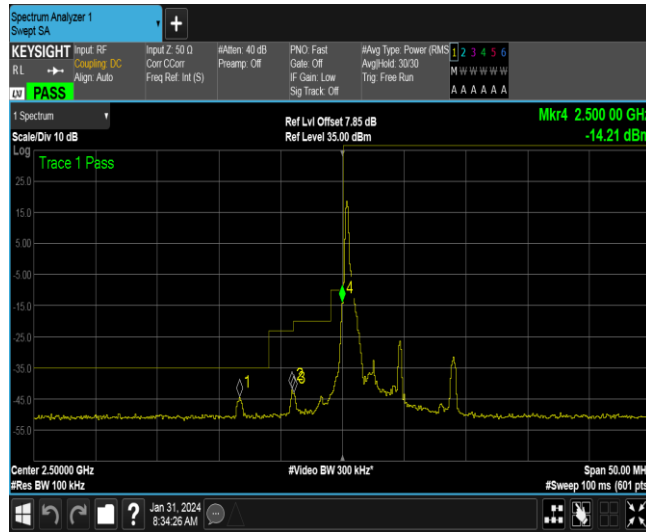 Spectrum Analyzer 1
Swept SA
+
KEYSIGHT Input: RF Input Z: 50 Ω #Atten: 40 dB PNO: Fast #Avg Type: Power (RMS 1 2 3 4 5 6
RL Coupling: DC Corr CCorr Preamp: Off Gate: Off Avg|Hold: 30/30 M W W W W W
Align: Auto Freq Ref: Int (S) IF Gain: Low Trig: Free Run
LXI PASS Sig Track: Off A A A A A A
1 Spectrum Ref Lvl Offset 7.85 dB Mkr4 2.500 00 GHz
Scale/Div 10 dB Ref Level 35.00 dBm -14.21 dBm
Log
Trace 1 Pass
25.0
15.0
5.00
-5.00
4
-15.0
-25.0
-35.0
1
-45.0
-55.0
Center 2.50000 GHz #Video BW 300 kHz* Span 50.00 MH
#Res BW 100 kHz #Sweep 100 ms (601 pts
? Jan 31, 2024
8:34:26 AM